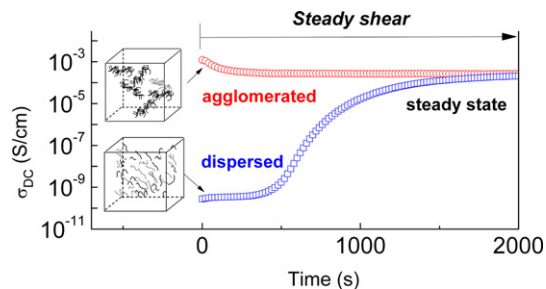 Steady shear
10⁻³
10⁻⁵
10⁻⁷
10⁻⁹
10⁻¹¹
σDC (S/cm)
agglomerated
steady state
dispersed
0
1000
2000
Time (s)